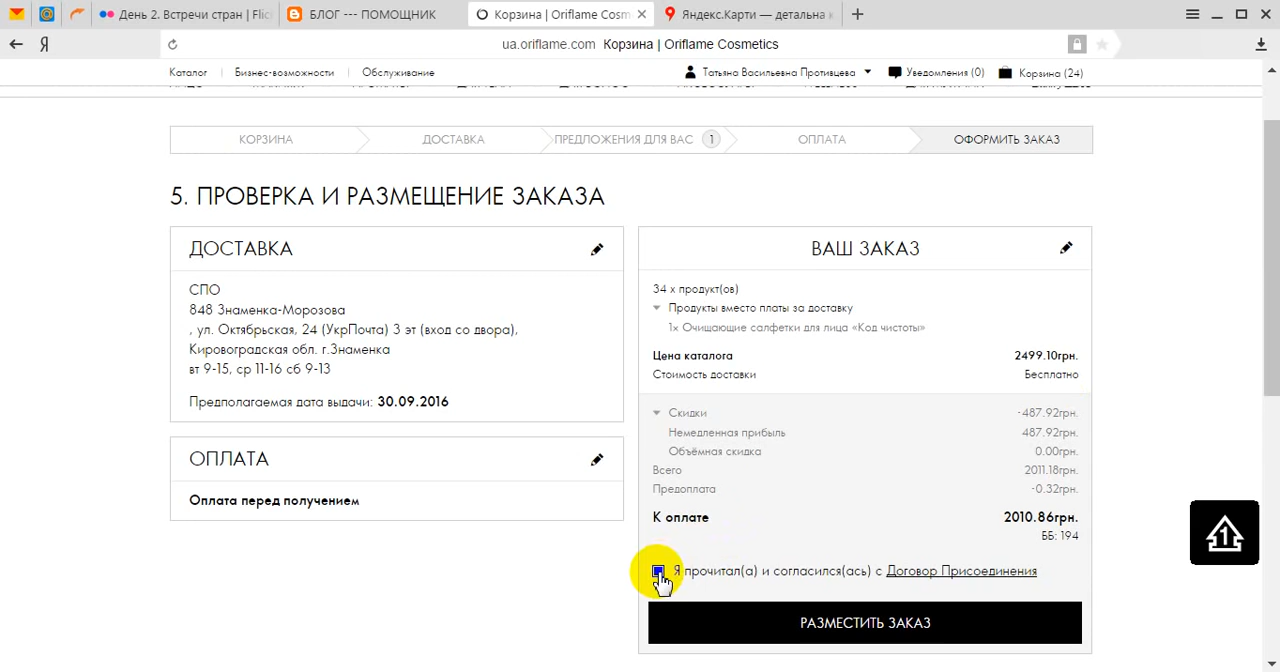 День 2. Встречи стран | Flic
БЛОГ --- ПОМОЩНИК
Корзина | Oriflame Cosm
Яндекс.Карти — детальна к
Я
ua.oriflame.com Корзина | Oriflame Cosmetics
Каталог
Бизнес-возможности
Обслуживание
Татьяна Васильевна Противцева
Уведомления (0)
Корзина (24)
КОРЗИНА
ДОСТАВКА
ПРЕДЛОЖЕНИЯ ДЛЯ ВАС 1
ОПЛАТА
ОФОРМИТЬ ЗАКАЗ
5. ПРОВЕРКА И РАЗМЕЩЕНИЕ ЗАКАЗА
ДОСТАВКА
СПО
848 Знаменка-Морозова
, ул. Октябрьская, 24 (УкрПочта) 3 эт (вход со двора),
Кировоградская обл. г.Знаменка
вт 9-15, ср 11-16 сб 9-13
Предполагаемая дата выдачи: 30.09.2016
ОПЛАТА
Оплата перед получением
ВАШ ЗАКАЗ
34 x продукт(ов)
Продукты вместо платы за доставку
1x Очищающие салфетки для лица «Код чистоты»
Цена каталога 2499.10грн.
Стоимость доставки Бесплатно
Скидки -487.92грн.
Немедленная прибыль 487.92грн.
Объёмная скидка 0.00грн.
Всего 2011.18грн.
Предоплата -0.32грн.
К оплате 2010.86грн.
ББ: 194
Я прочитал(а) и согласился(ась) с Договор Присоединения
РАЗМЕСТИТЬ ЗАКАЗ
1